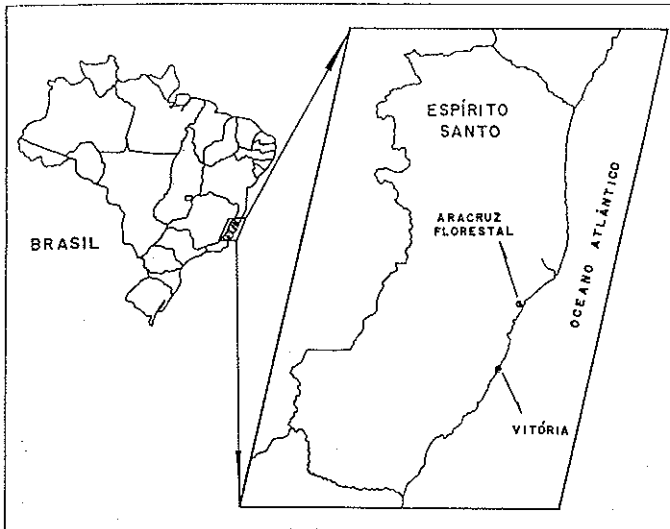 BRASIL
ESPÍRITO
SANTO
ARACRUZ
FLORESTAL
OCEANO ATLÂNTICO
VITÓRIA